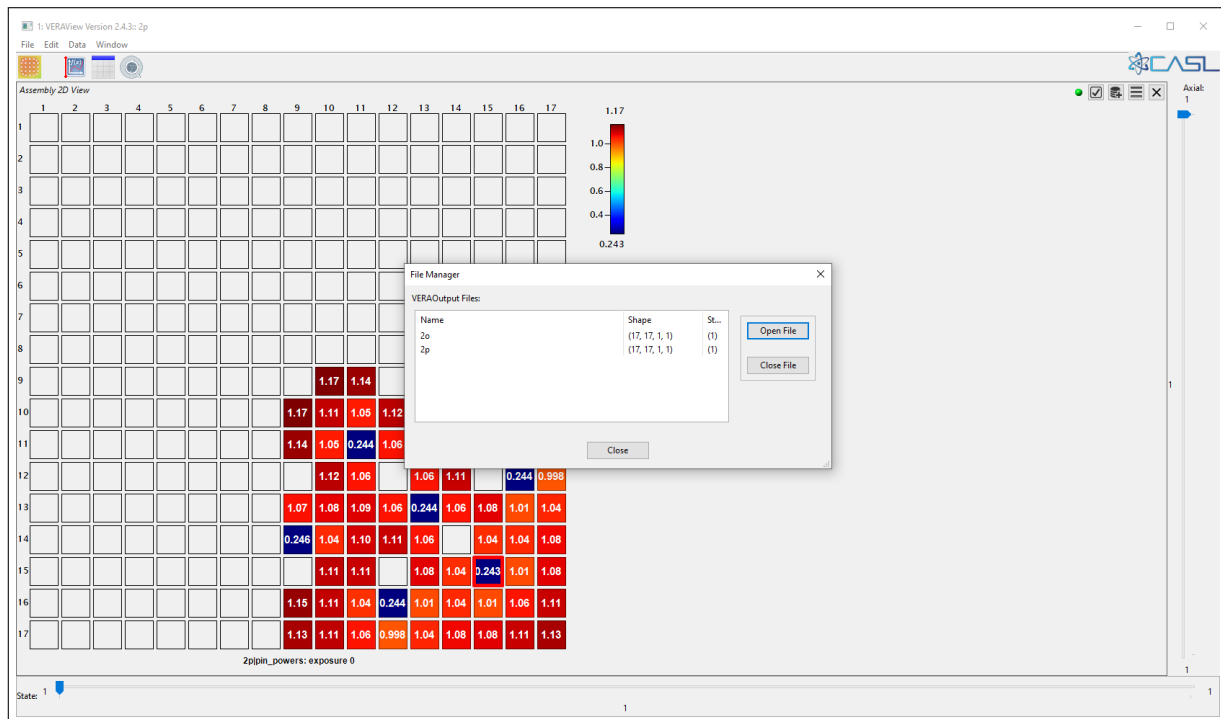 1: VERAView Version 2.4.3:: 2p
File Edit Data Window
CASL
Assembly 2D View
Axial:
1
1 2 3 4 5 6 7 8 9 10 11 12 13 14 15 16 17
1.17
1
1.0
2
0.8
3
0.6
4
0.4
0.243
5
File Manager
6
VERAOutput Files:
Name Shape St...
2o (17, 17, 1, 1) (1)
2p (17, 17, 1, 1) (1)
Open File
Close File
Close
7
8
9 1.17 1.14
1
10 1.17 1.11 1.05 1.12
11 1.14 1.05 0.244 1.06
12 1.12 1.06 1.06 1.11 0.244 0.998
13 1.07 1.08 1.09 1.06 0.244 1.06 1.08 1.01 1.04
14 0.246 1.04 1.10 1.11 1.06 1.04 1.04 1.08
15 1.11 1.11 1.08 1.04 0.243 1.01 1.08
16 1.15 1.11 1.04 0.244 1.01 1.04 1.01 1.06 1.11
17 1.13 1.11 1.06 0.998 1.04 1.08 1.08 1.11 1.13
2p|pin_powers: exposure 0
1
State: 1 1
1